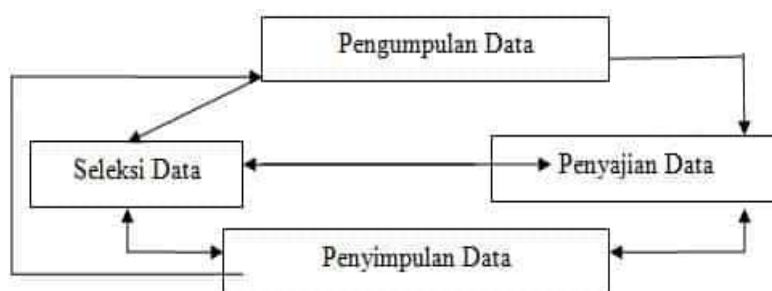 Pengumpulan Data
Seleksi Data
Penyajian Data
Penyimpulan Data